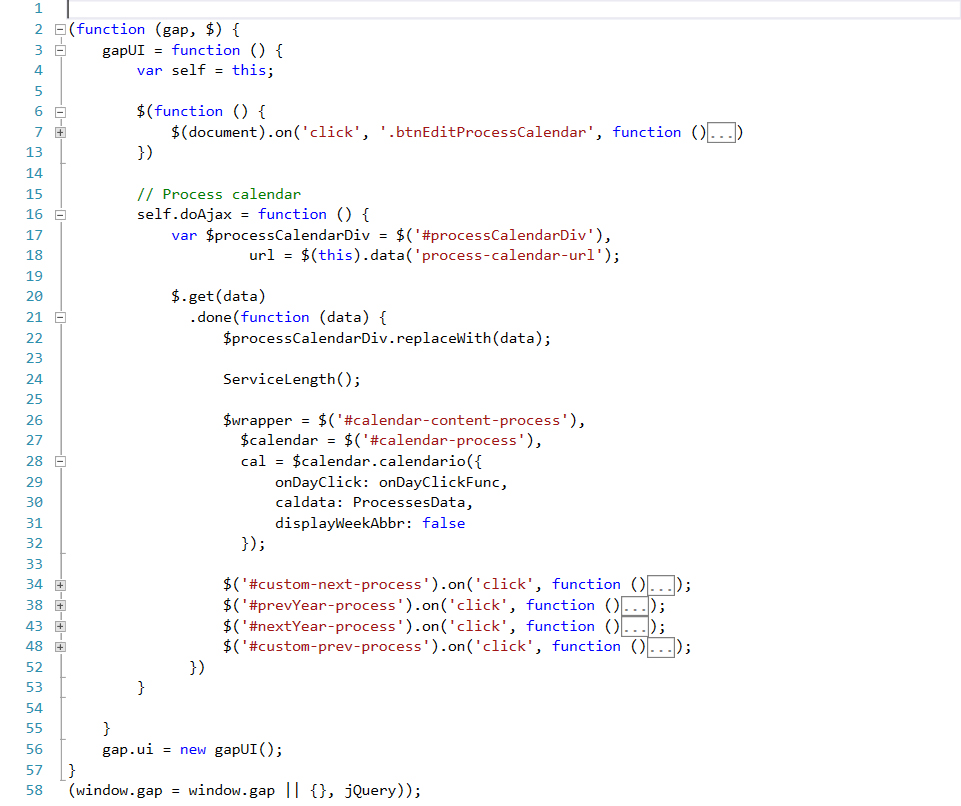 1
2 (function (gap, $) {
3 gapUI = function () {
4 var self = this;
5
6 $(function () {
7 $(document).on('click', '.btnEditProcessCalendar', function ()...)
13 })
14
15 // Process calendar
16 self.doAjax = function () {
17 var $processCalendarDiv = $('#processCalendarDiv'),
18 url = $(this).data('process-calendar-url');
19
20 $.get(data)
21 .done(function (data) {
22 $processCalendarDiv.replaceWith(data);
23
24 ServiceLength();
25
26 $wrapper = $('#calendar-content-process'),
27 $calendar = $('#calendar-process'),
28 cal = $calendar.calendario({
29 onDayClick: onDayClickFunc,
30 caldata: ProcessesData,
31 displayWeekAbbr: false
32 });
33
34 $('#custom-next-process').on('click', function ()...);
38 $('#prevYear-process').on('click', function ()...);
43 $('#nextYear-process').on('click', function ()...);
48 $('#custom-prev-process').on('click', function ()...);
52 })
53 }
54
55 }
56 gap.ui = new gapUI();
57 }
58 (window.gap = window.gap || {}, jQuery));